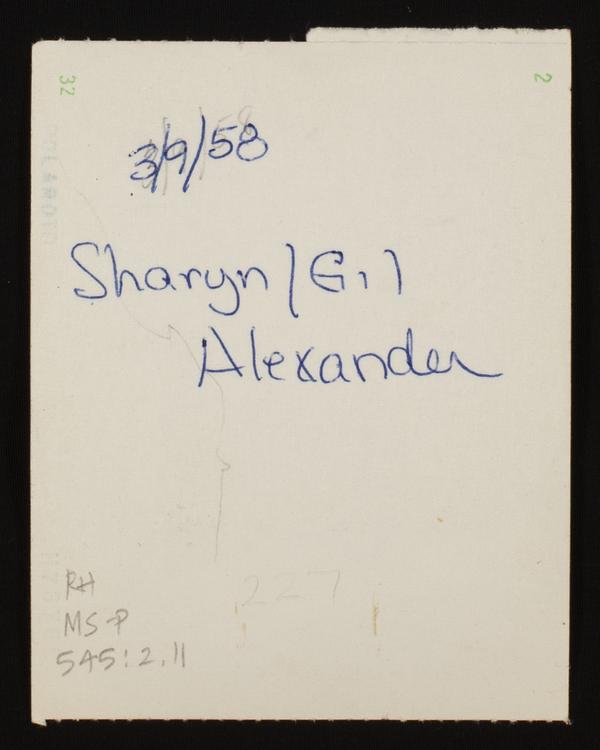 32
2
3/9/58
Sharyn/Gil
Alexander
227
RH
MS-P
545:2.11